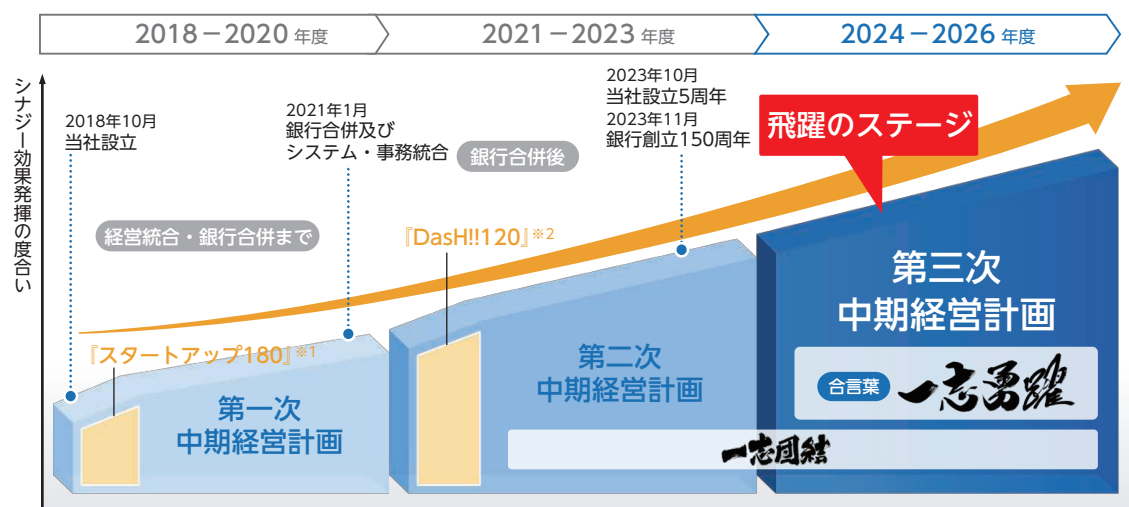 2018－2020 年度
2021－2023 年度
2024－2026 年度
シナジー効果発揮の度合い
2018年10月
当社設立
2021年1月
銀行合併及び
システム・事務統合
銀行合併後
2023年10月
当社設立5周年
2023年11月
銀行創立150周年
飛躍のステージ
経営統合・銀行合併まで
『DasH!!120』※2
『スタートアップ180』※1
第一次
中期経営計画
第二次
中期経営計画
第三次
中期経営計画
合言葉 一志勇躍
一志団結